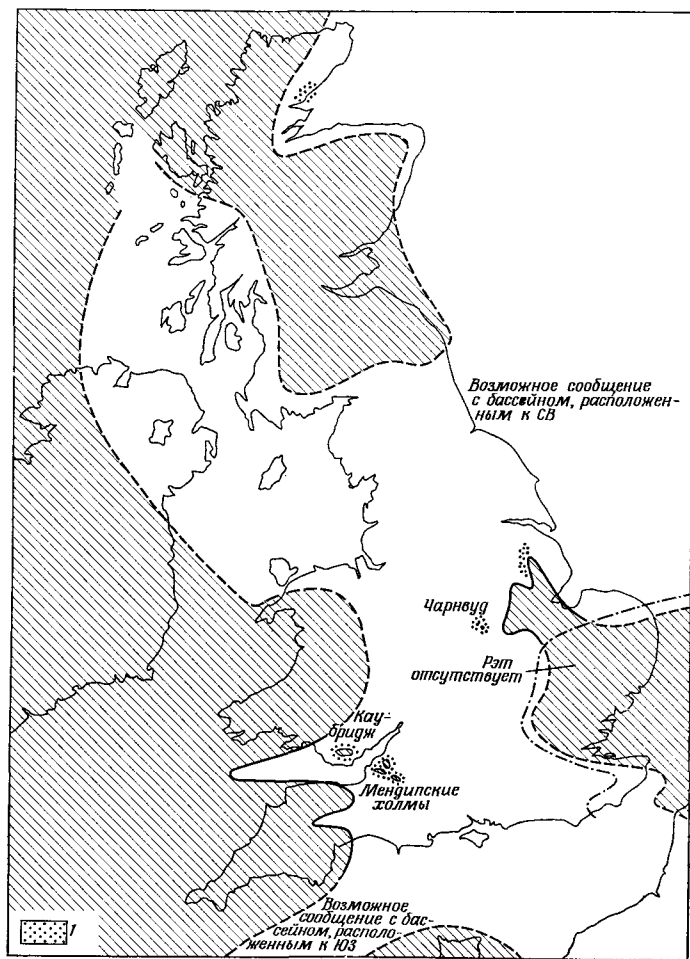 Возможное сообщение
с бассейном, расположен-
ным к СВ
Чарнвуд
Рэт
отсутствует
Кау-
бридж
Мендипские
холмы
Возможное
сообщение с бас-
сейном, располо-
женным к ЮЗ
1